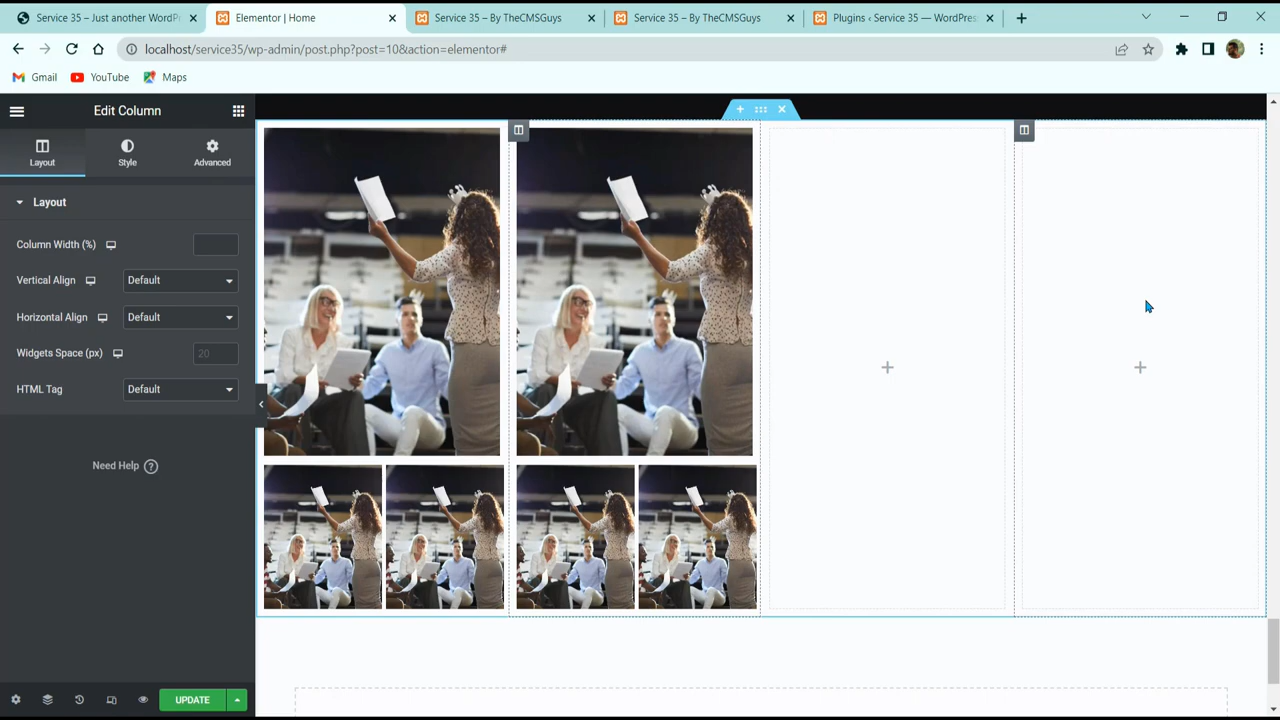 Service 35 – Just another WordPr
Elementor | Home
Service 35 – By TheCMSGuys
Service 35 – By TheCMSGuys
Plugins ‹ Service 35 — WordPres
localhost/service35/wp-admin/post.php?post=10&action=elementor#
Gmail
YouTube
Maps
Edit Column
Layout
Style
Advanced
Layout
Column Width (%)
Vertical Align
Default
Horizontal Align
Default
Widgets Space (px)
20
HTML Tag
Default
Need Help ?
UPDATE